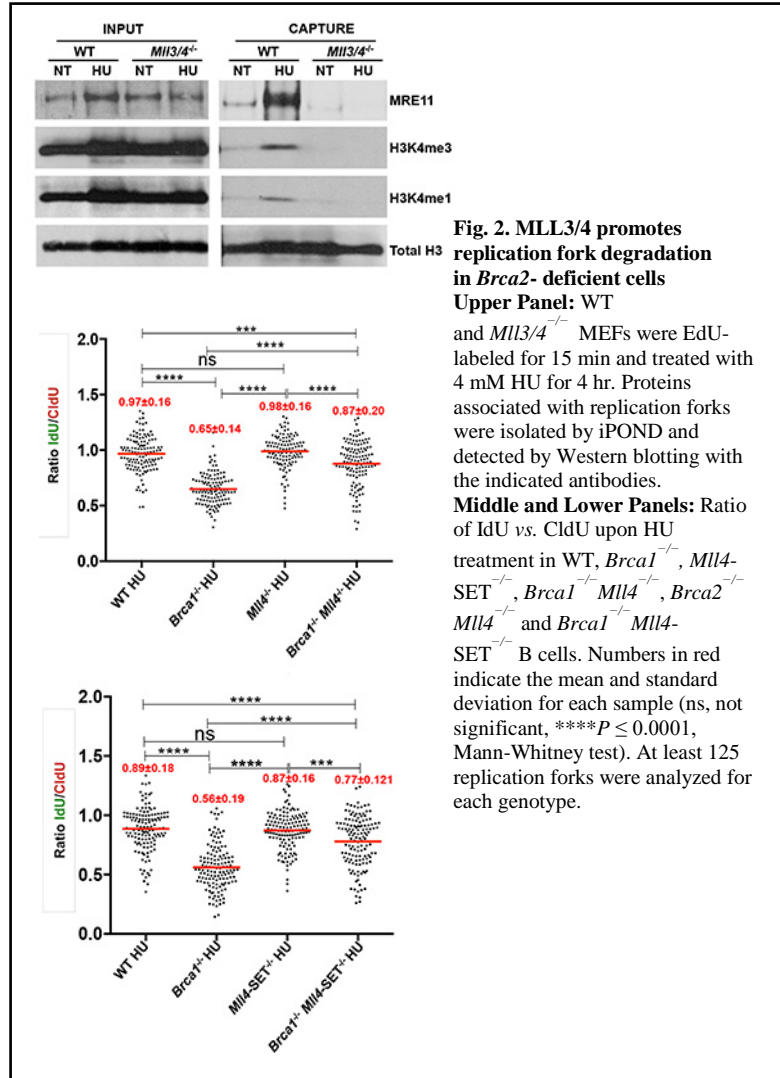 INPUT CAPTURE
WT Mll3/4-/- WT Mll3/4-/-
NT HU NT HU NT HU NT HU
MRE11
H3K4me3
H3K4me1
Total H3
Fig. 2. MLL3/4 promotes
replication fork degradation
in Brca2- deficient cells
Upper Panel: WT
and Mll3/4−/− MEFs were EdU-
labeled for 15 min and treated with
4 mM HU for 4 hr. Proteins
associated with replication forks
were isolated by iPOND and
detected by Western blotting with
the indicated antibodies.
Middle and Lower Panels: Ratio
of IdU vs. CldU upon HU
treatment in WT, Brca1−/−, Mll4-
SET−/−, Brca1−/−Mll4−/−, Brca2−/−
Mll4−/− and Brca1−/−Mll4-
SET−/− B cells. Numbers in red
indicate the mean and standard
deviation for each sample (ns, not
significant, ****P ≤ 0.0001,
Mann-Whitney test). At least 125
replication forks were analyzed for
each genotype.
Ratio IdU/CldU
2.0
1.5
1.0
0.5
0.0
***
****
ns
**** **** ****
0.97±0.16 0.65±0.14 0.98±0.16 0.87±0.20
WT HU
Brca1-/- HU
Mll4-/- HU
Brca1-/- Mll4-/- HU
Ratio IdU/CldU
2.0
1.5
1.0
0.5
0.0
****
****
ns
**** **** ***
0.89±0.18 0.56±0.19 0.87±0.16 0.77±0.121
WT HU
Brca1-/- HU
Mll4-SET-/- HU
Brca1-/- Mll4-SET-/- HU